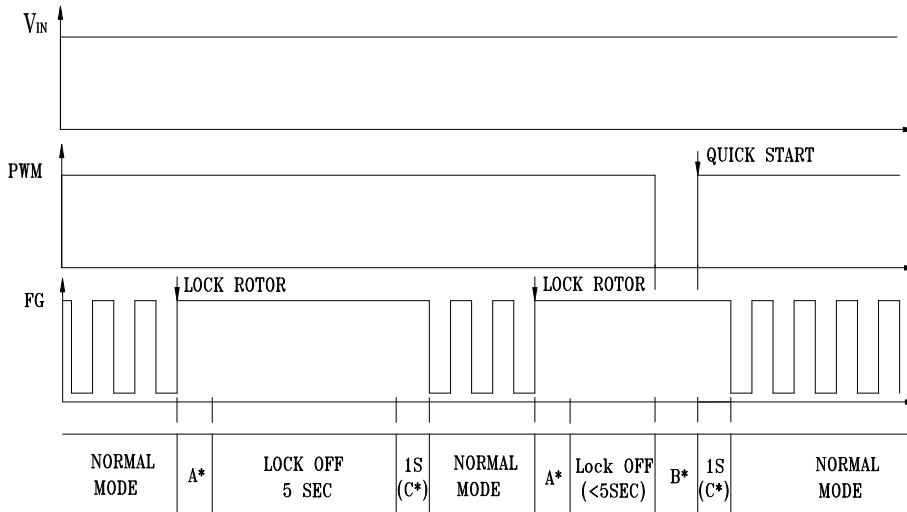 VIN
PWM
QUICK START
FG
LOCK ROTOR
LOCK ROTOR
NORMAL
MODE
A*
LOCK OFF
5 SEC
1S
(C*)
NORMAL
MODE
A*
Lock OFF
(<5SEC)
B*
1S
(C*)
NORMAL
MODE